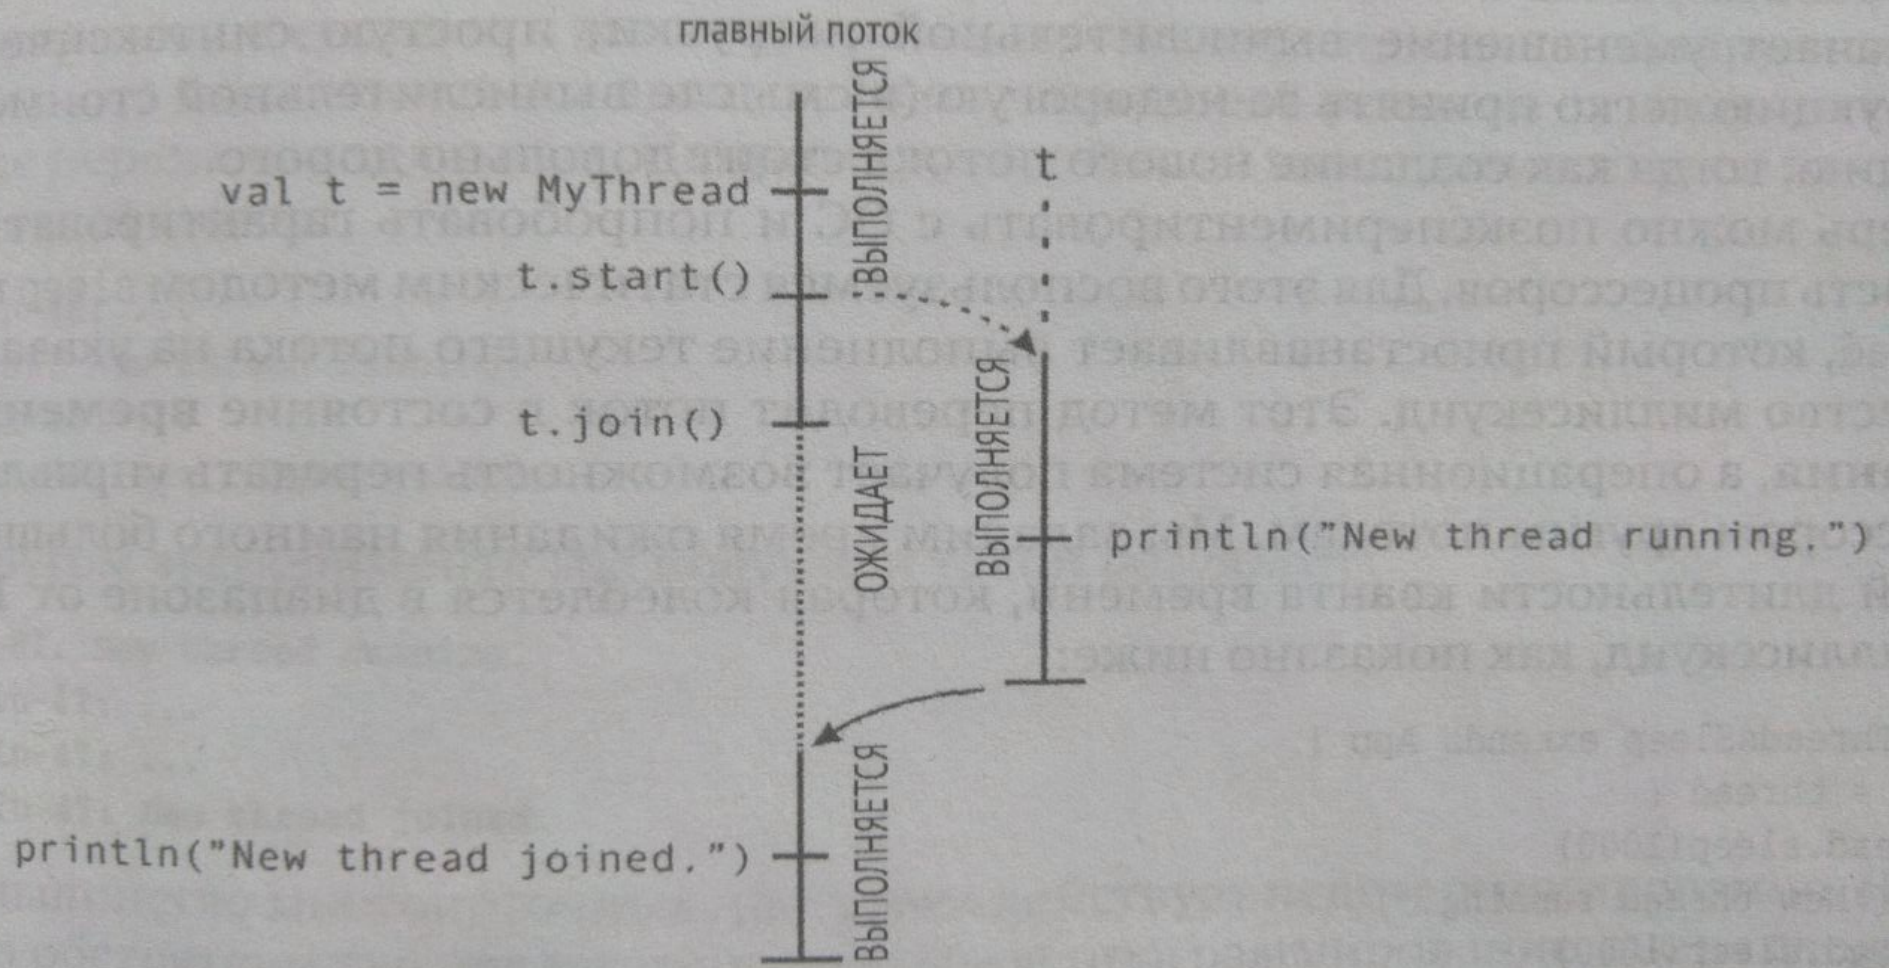 главный поток
ВЫПОЛНЯЕТСЯ
t
val t = new MyThread
t.start()
ВЫПОЛНЯЕТСЯ
t.join()
ОЖИДАЕТ
println("New thread running.")
ВЫПОЛНЯЕТСЯ
println("New thread joined.")